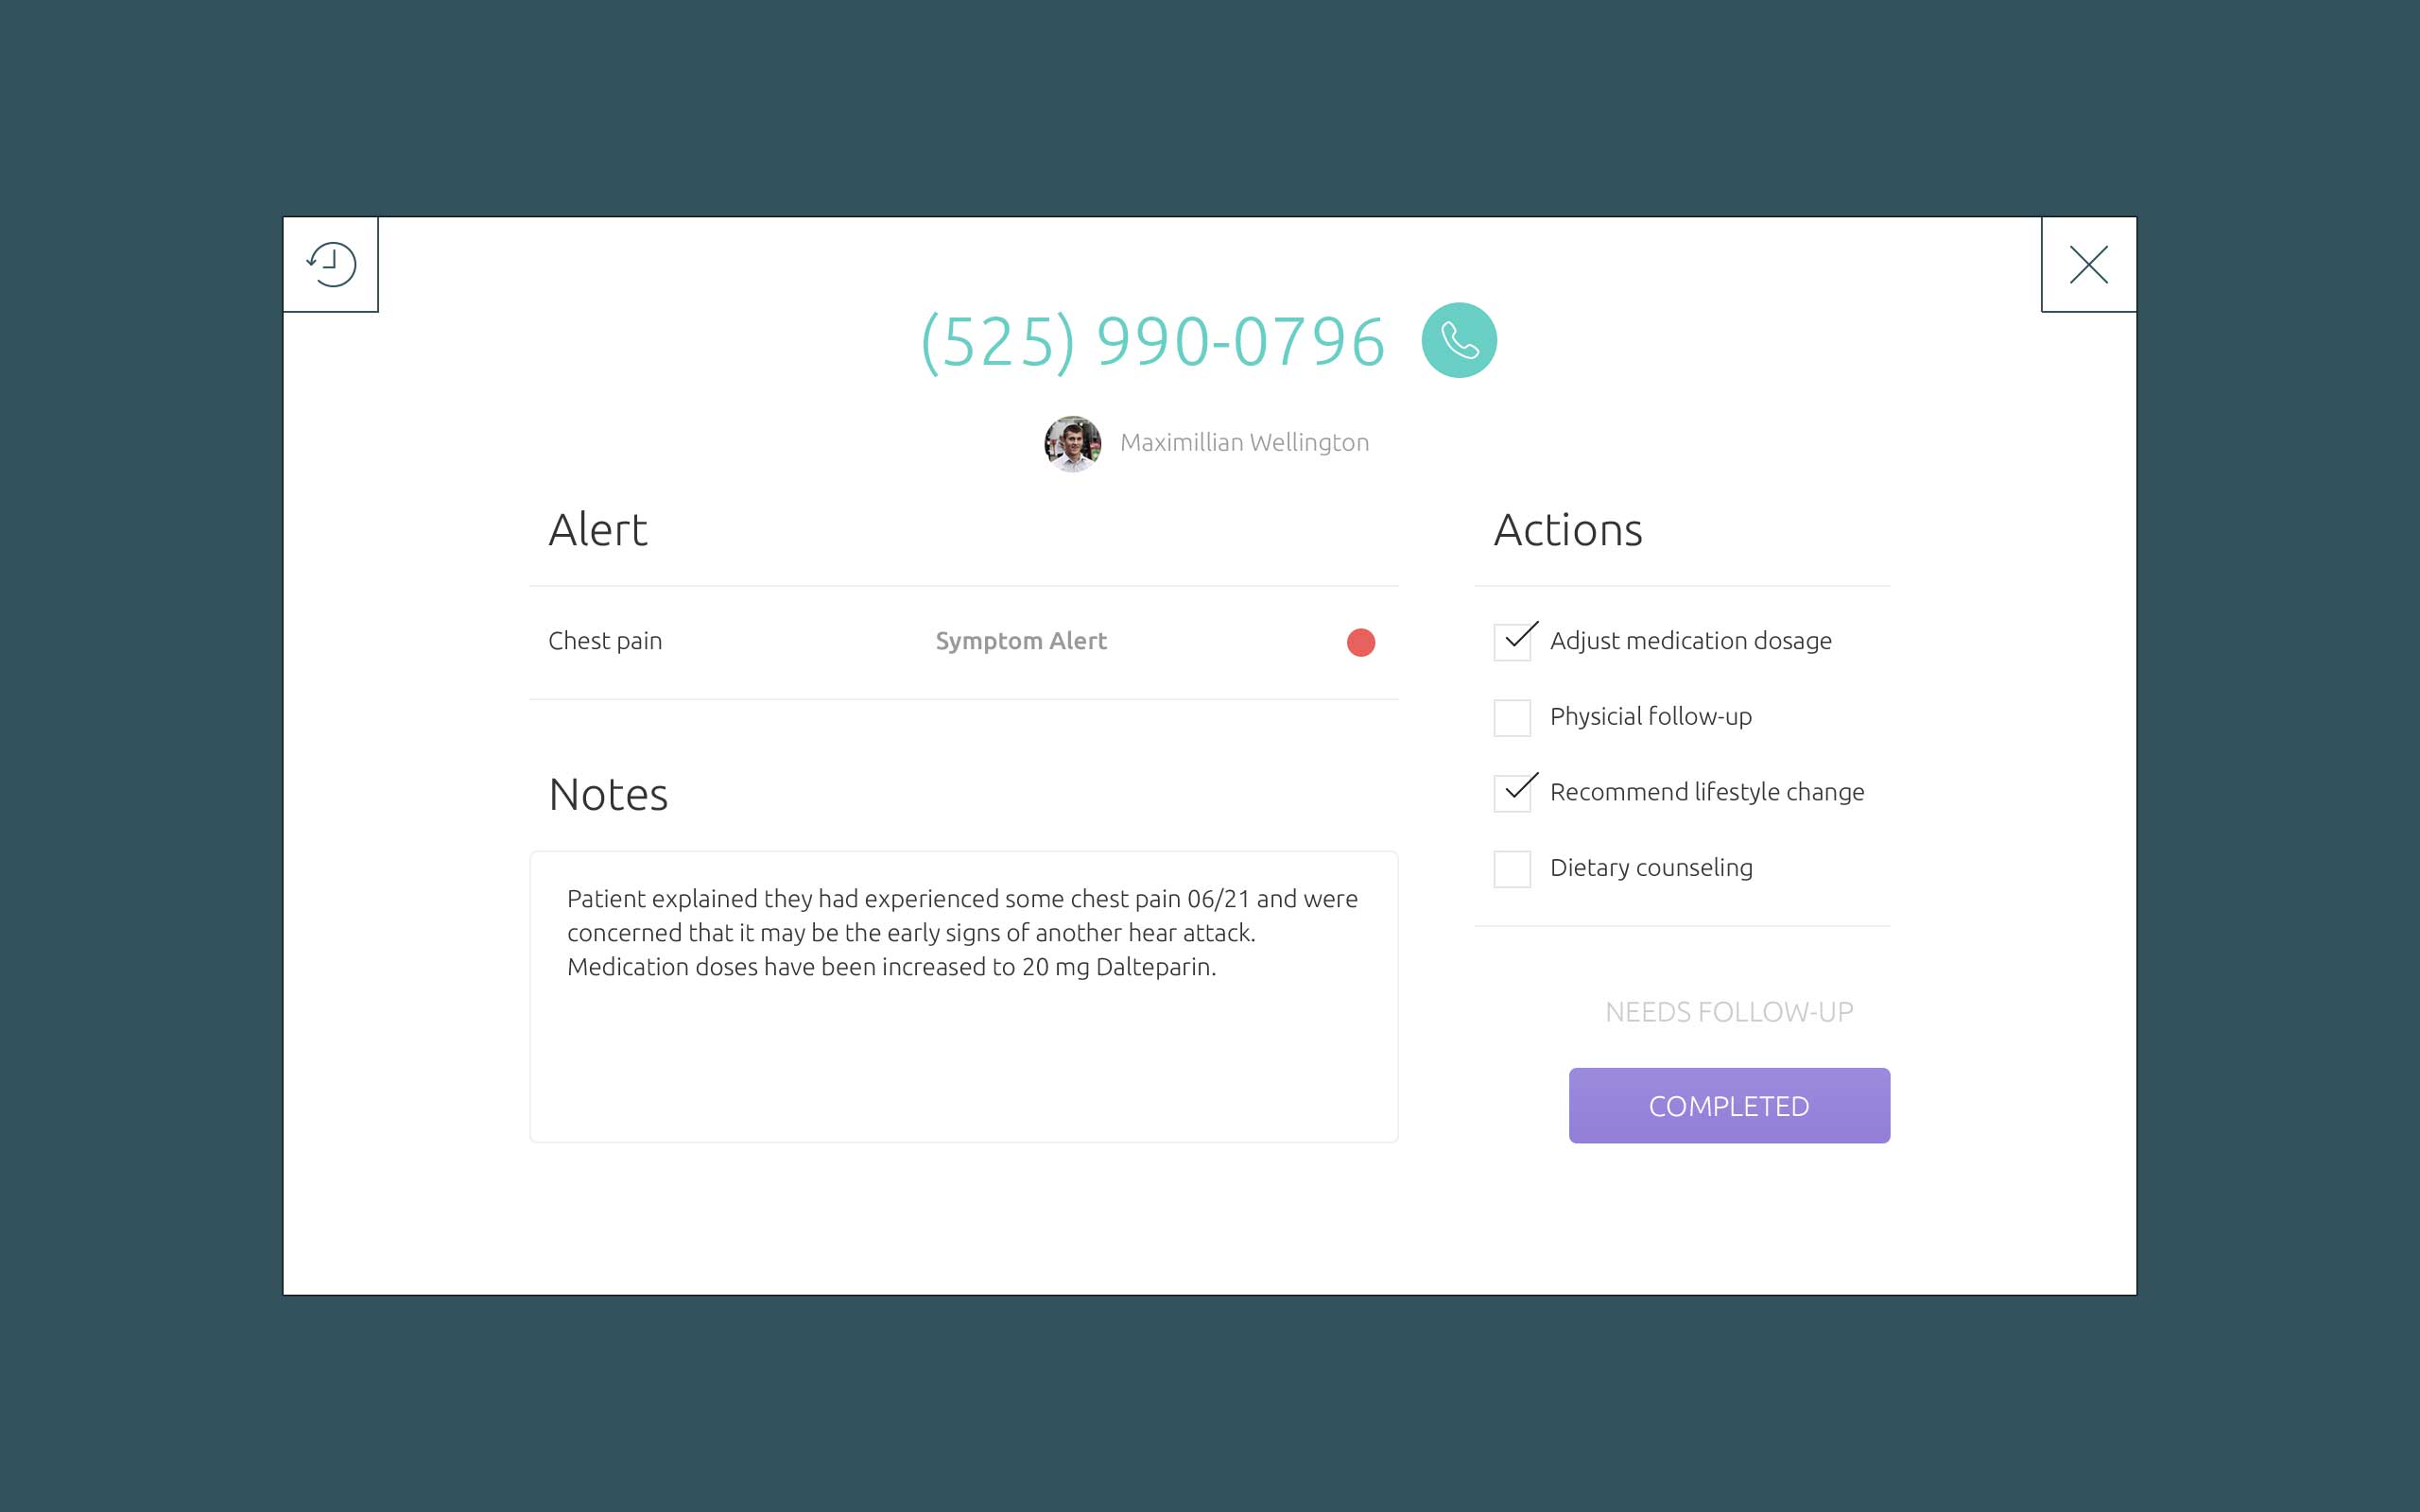 (525) 990-0796
Maximillian Wellington
Alert
Chest pain
Symptom Alert
Notes
Patient explained they had experienced some chest pain 06/21 and were
concerned that it may be the early signs of another hear attack.
Medication doses have been increased to 20 mg Dalteparin.
Actions
Adjust medication dosage
Physicial follow-up
Recommend lifestyle change
Dietary counseling
NEEDS FOLLOW-UP
COMPLETED